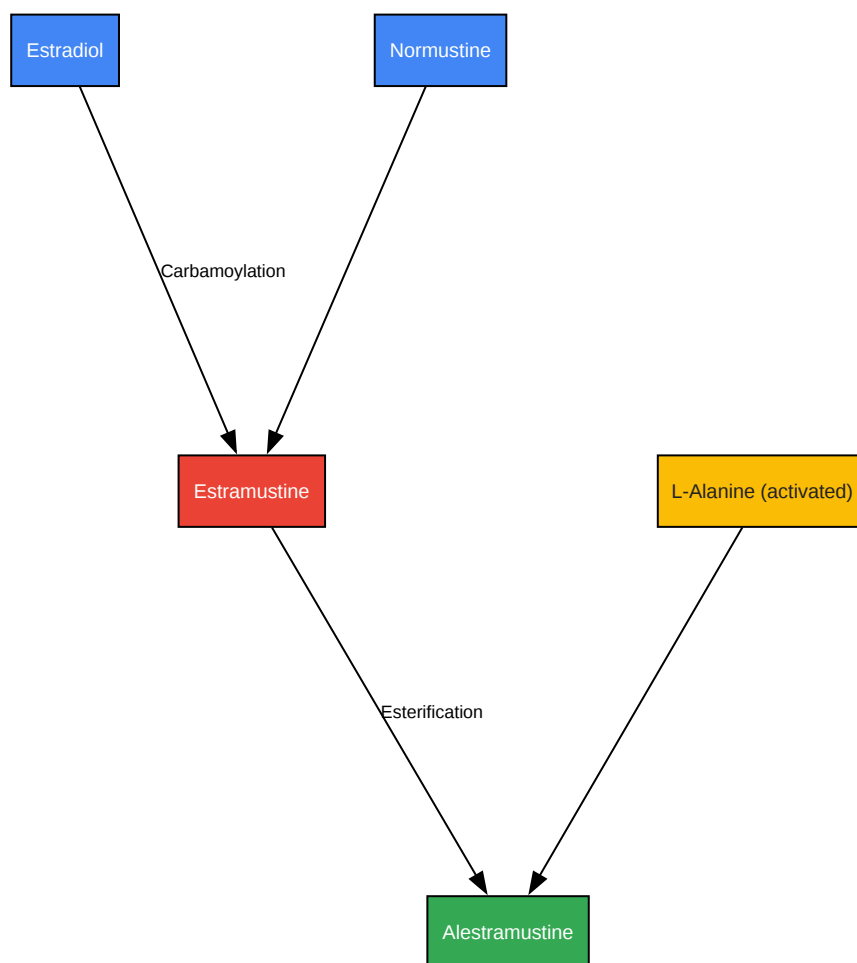 Estradiol
Normustine
Carbamoylation
Estramustine
L-Alanine (activated)
Esterification
Alestramustine